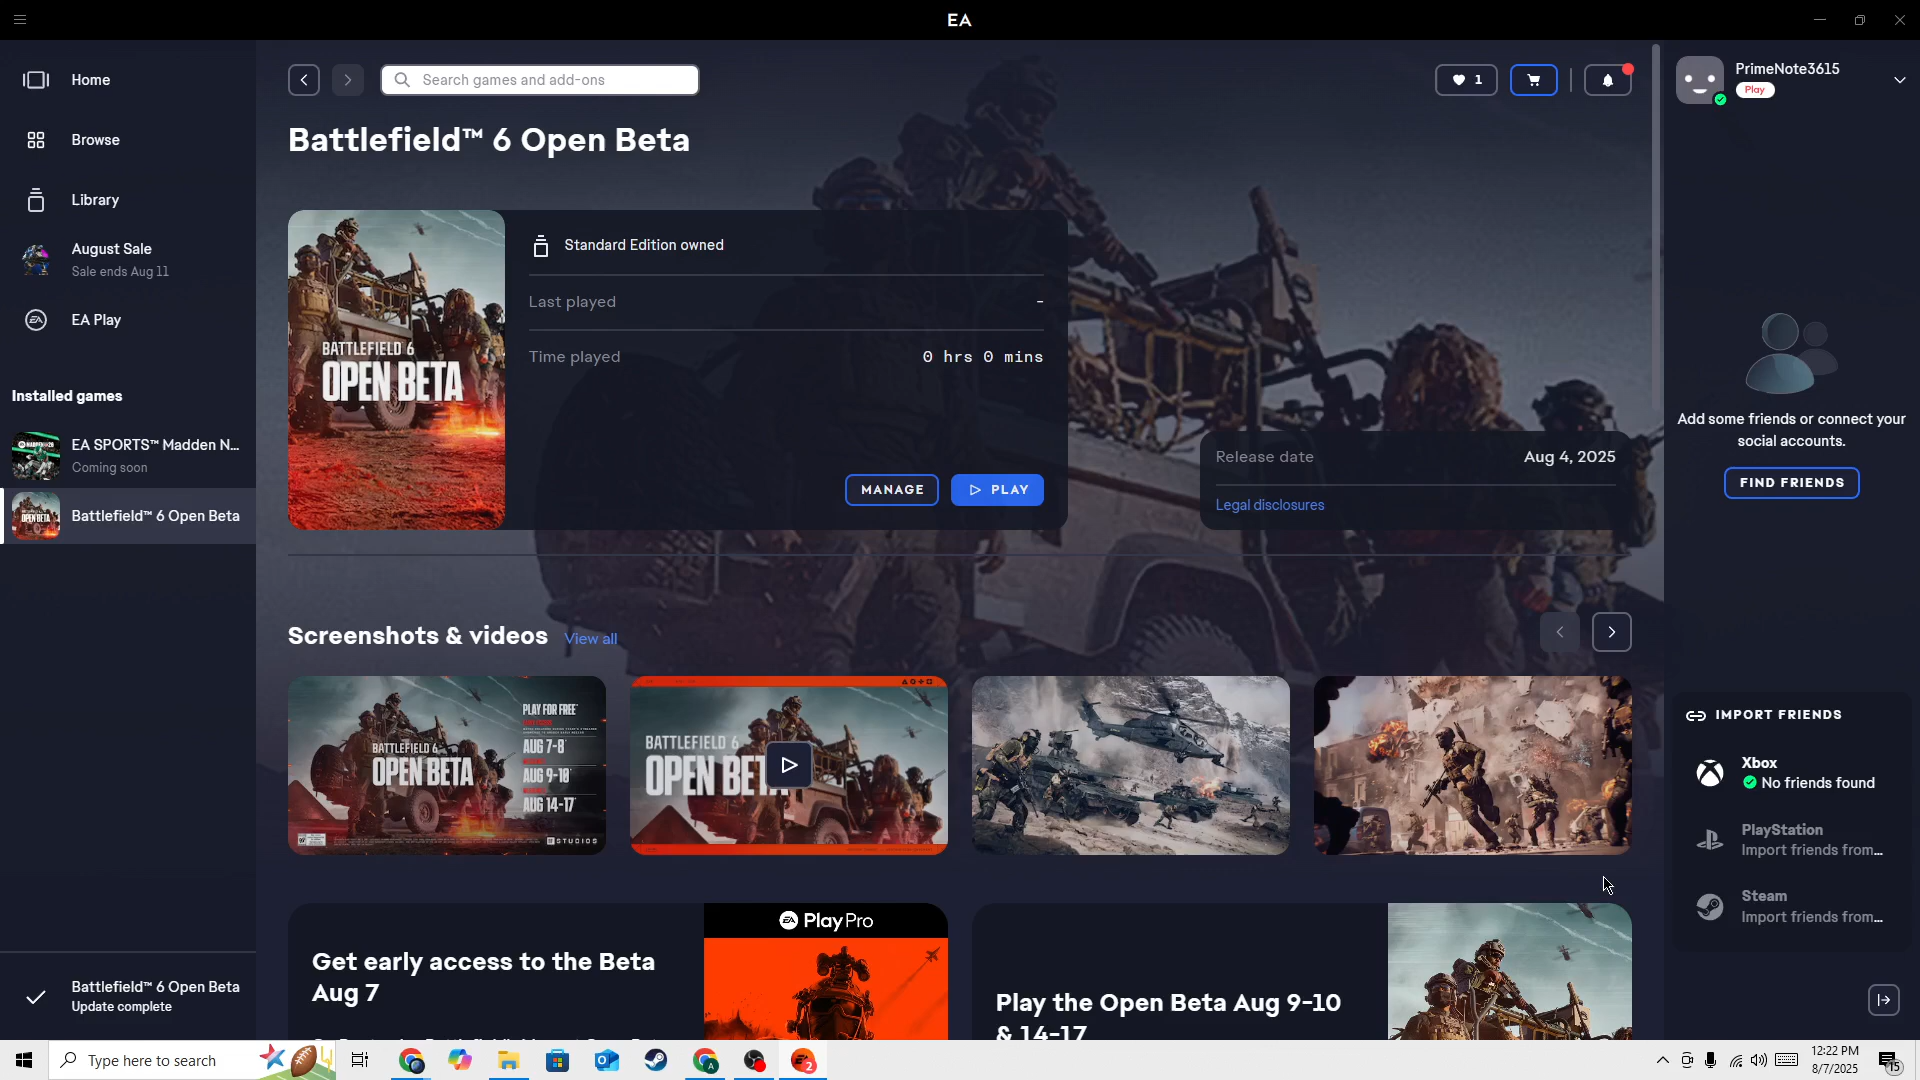 EA
Home
Browse
Library
August Sale
Sale ends Aug 11
EA Play
Installed games
EA SPORTS™ Madden N...
Coming soon
Battlefield™ 6 Open Beta
Battlefield™ 6 Open Beta
Update complete
Search games and add-ons
1
Battlefield™ 6 Open Beta
BATTLEFIELD 6
OPEN BETA
Standard Edition owned
Last played -
Time played 0 hrs 0 mins
MANAGE
PLAY
Release date Aug 4, 2025
Legal disclosures
Screenshots & videos View all
BATTLEFIELD 6
OPEN BETA
PLAY FOR FREE*
AUG 7-8
AUG 9-10
AUG 14-17
STUDIOS
BATTLEFIELD 6
OPEN BET
Get early access to the Beta
Aug 7
EA Play Pro
Play the Open Beta Aug 9-10
& 14-17
PrimeNote3615
Play
Add some friends or connect your
social accounts.
FIND FRIENDS
IMPORT FRIENDS
Xbox
No friends found
PlayStation
Import friends from...
Steam
Import friends from...
Type here to search
A
2
12:22 PM
8/7/2025
15